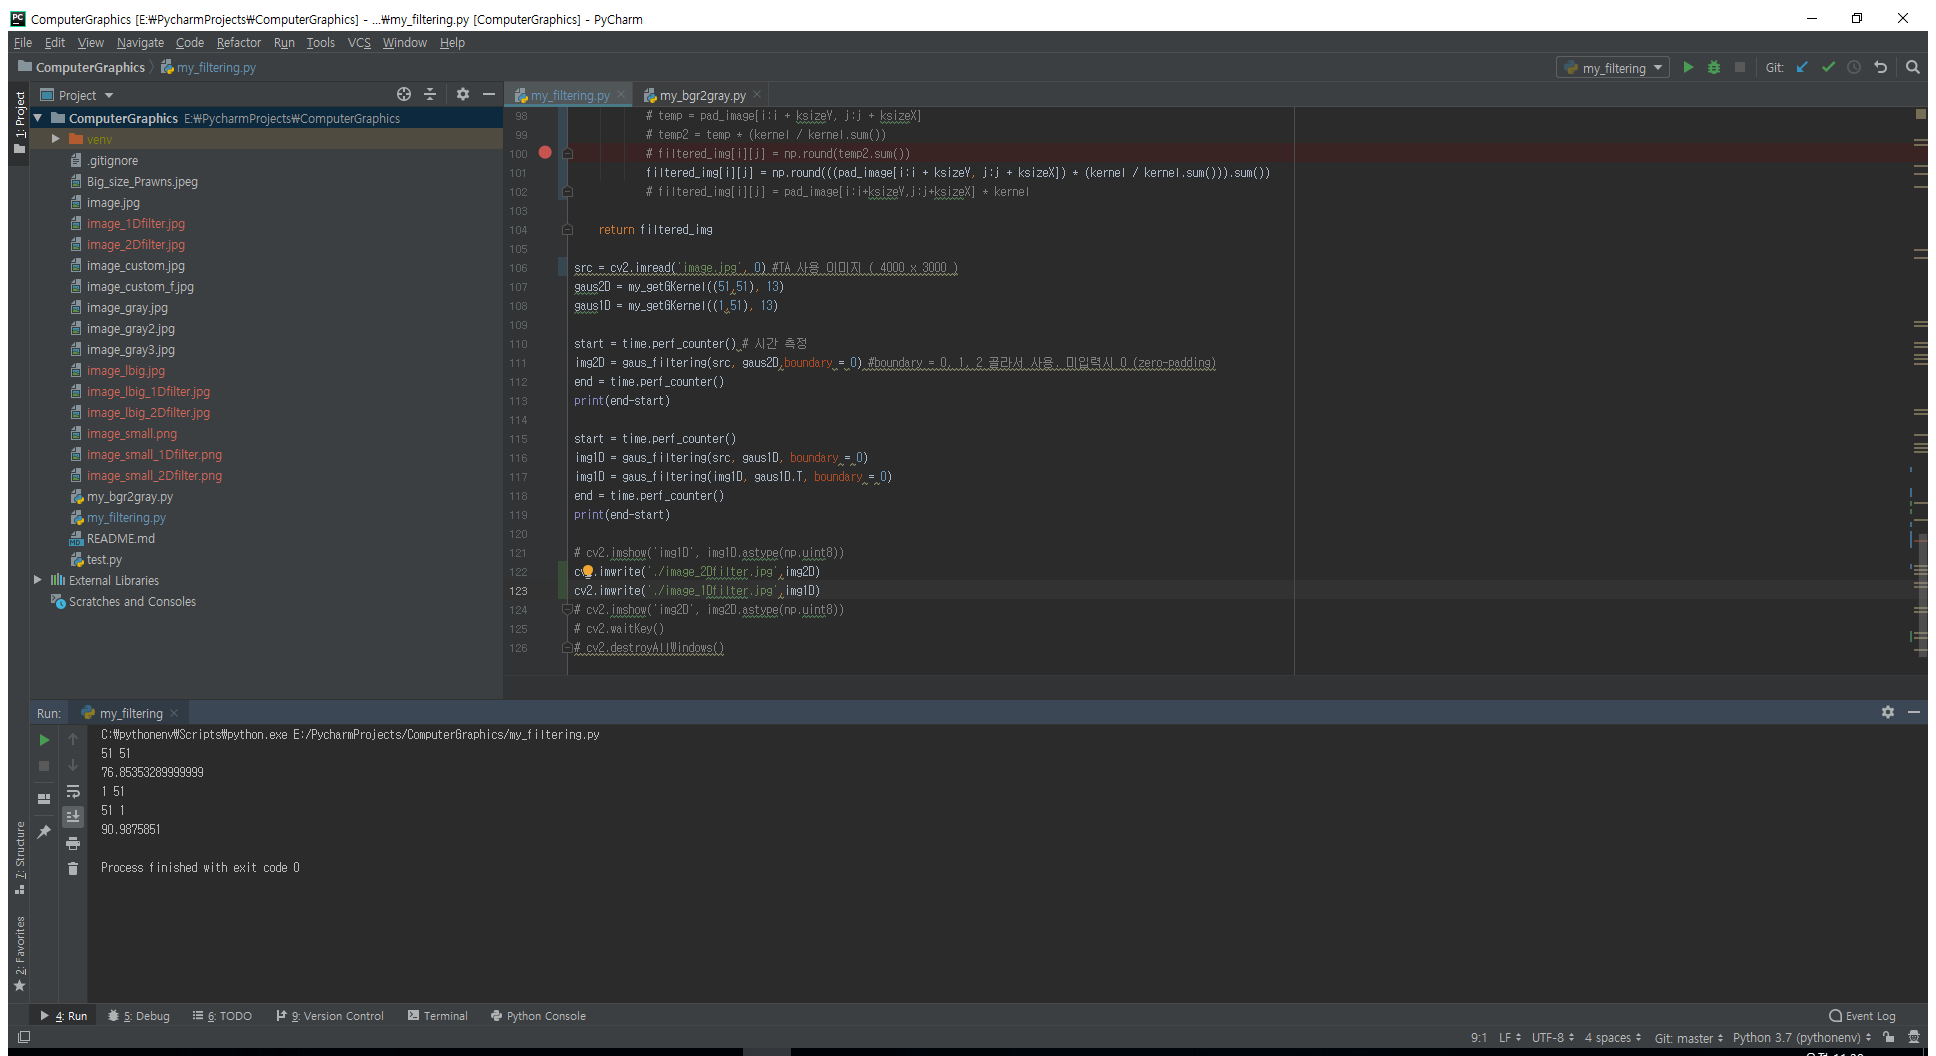 ComputerGraphics [E:₩PycharmProjects₩ComputerGraphics] - ...₩my_filtering.py [ComputerGraphics] - PyCharm
File Edit View Navigate Code Refactor Run Tools VCS Window Help
ComputerGraphics my_filtering.py
my_filtering
Git:
1: Project
Project
my_filtering.py
my_bgr2gray.py
ComputerGraphics E:₩PycharmProjects₩ComputerGraphics
venv
.gitignore
Big_size_Prawns.jpeg
image.jpg
image_1Dfilter.jpg
image_2Dfilter.jpg
image_custom.jpg
image_custom_f.jpg
image_gray.jpg
image_gray2.jpg
image_gray3.jpg
image_lbig.jpg
image_lbig_1Dfilter.jpg
image_lbig_2Dfilter.jpg
image_small.png
image_small_1Dfilter.png
image_small_2Dfilter.png
my_bgr2gray.py
my_filtering.py
README.md
test.py
External Libraries
Scratches and Consoles
98 # temp = pad_image[i:i + ksizeY, j:j + ksizeX]
99 # temp2 = temp * (kernel / kernel.sum())
100 # filtered_img[i][j] = np.round(temp2.sum())
101 filtered_img[i][j] = np.round(((pad_image[i:i + ksizeY, j:j + ksizeX]) * (kernel / kernel.sum())).sum())
102 # filtered_img[i][j] = pad_image[i:i+ksizeY,j:j+ksizeX] * kernel
103
104 return filtered_img
105
106 src = cv2.imread('image.jpg', 0) #TA 사용 이미지 ( 4000 x 3000 )
107 gaus2D = my_getGKernel((51,51), 13)
108 gaus1D = my_getGKernel((1,51), 13)
109
110 start = time.perf_counter() # 시간 측정
111 img2D = gaus_filtering(src, gaus2D,boundary = 0) #boundary = 0, 1, 2 골라서 사용. 미입력시 0 (zero-padding)
112 end = time.perf_counter()
113 print(end-start)
114
115 start = time.perf_counter()
116 img1D = gaus_filtering(src, gaus1D, boundary = 0)
117 img1D = gaus_filtering(img1D, gaus1D.T, boundary = 0)
118 end = time.perf_counter()
119 print(end-start)
120
121 # cv2.imshow('img1D', img1D.astype(np.uint8))
122 cv2.imwrite('./image_2Dfilter.jpg',img2D)
123 cv2.imwrite('./image_1Dfilter.jpg',img1D)
124 # cv2.imshow('img2D', img2D.astype(np.uint8))
125 # cv2.waitKey()
126 # cv2.destroyAllWindows()
Run: my_filtering
C:₩pythonenv₩Scripts₩python.exe E:/PycharmProjects/ComputerGraphics/my_filtering.py
51 51
76.85353289999999
1 51
51 1
90.9875851
Process finished with exit code 0
7: Structure
2: Favorites
4: Run 5: Debug 6: TODO 9: Version Control Terminal Python Console
Event Log
9:1 LF UTF-8 4 spaces Git: master Python 3.7 (pythonenv)